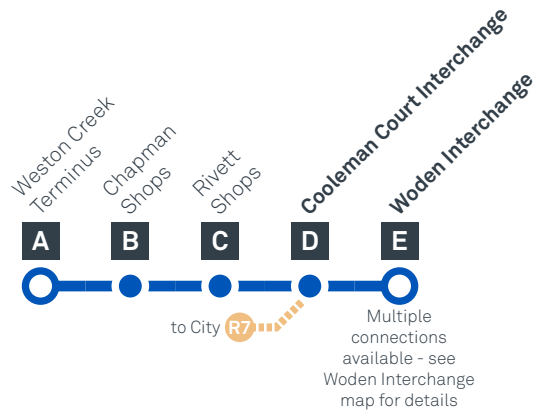 Weston Creek
Terminus
Chapman
Shops
Rivett
Shops
Cooleman Court Interchange
Woden Interchange
A B C D E
to City R7
Multiple
connections
available - see
Woden Interchange
map for details